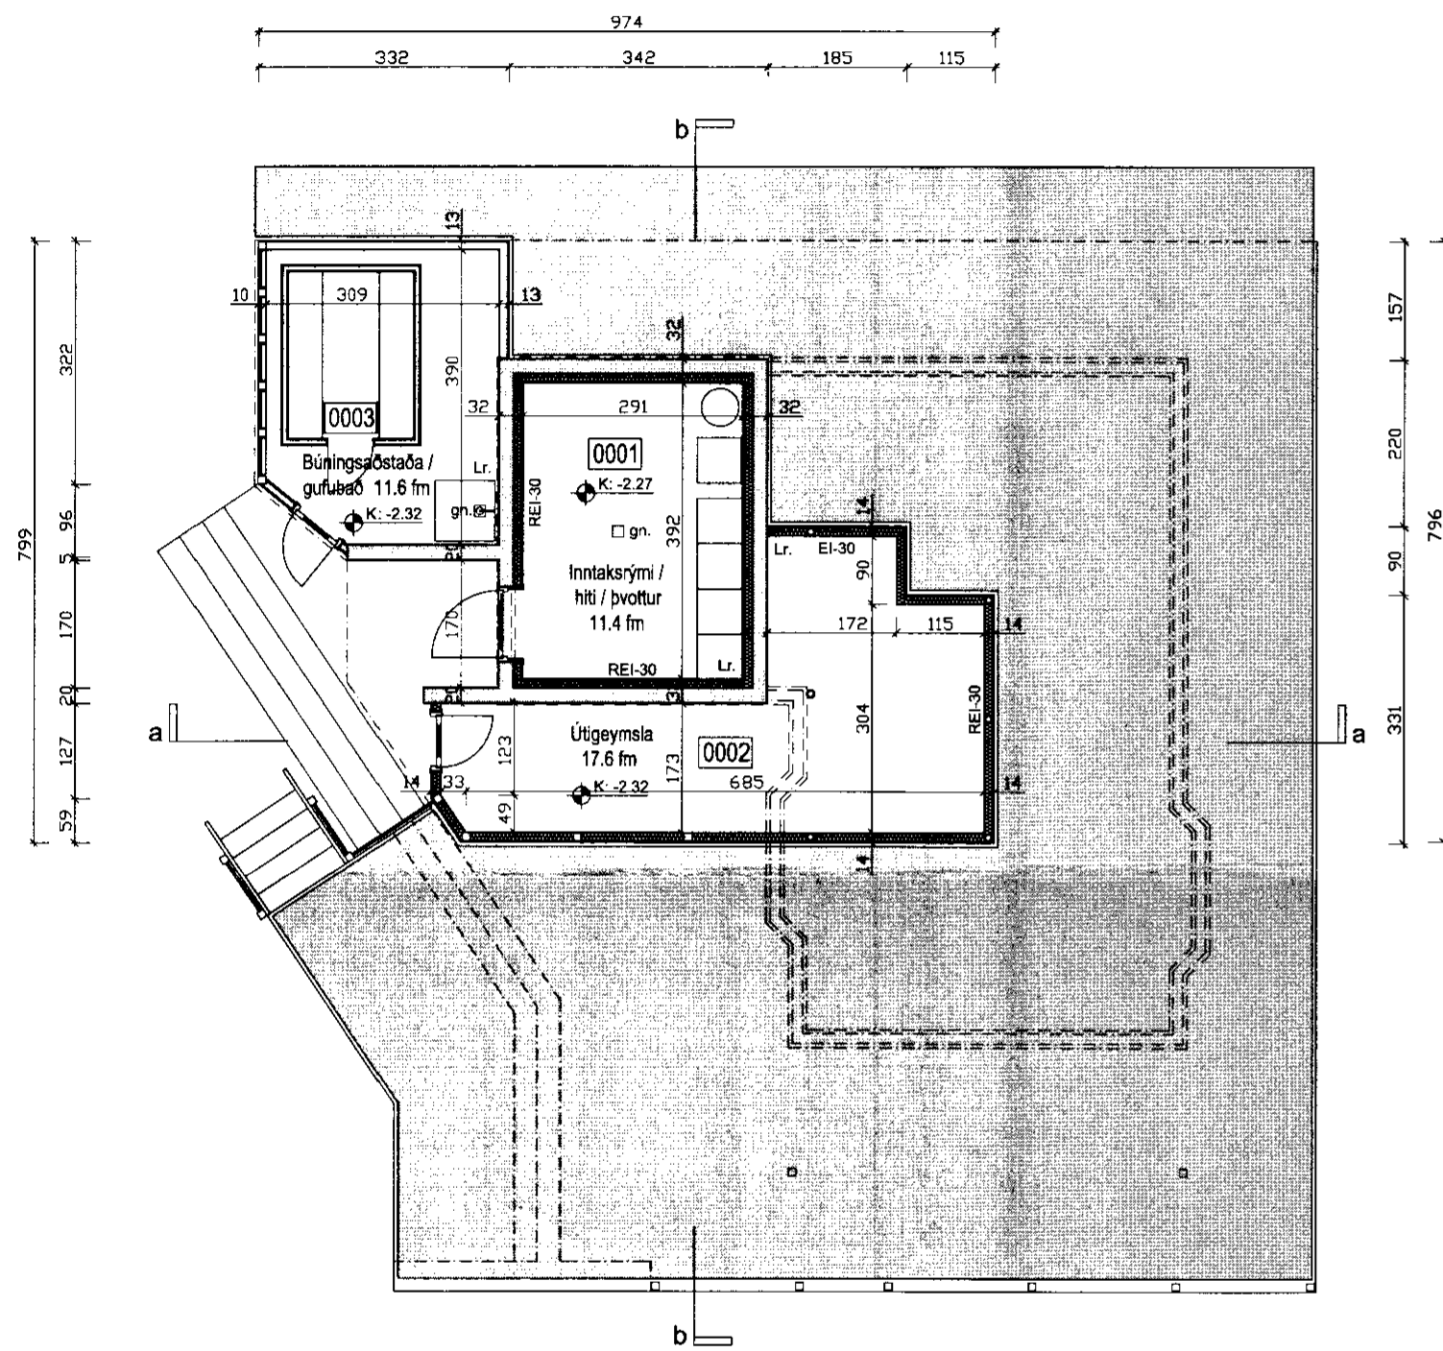 974
332 342 185 115
b
13
10 309 13
32
390
0003
Búningsaðstaða /
gufubað 11.6 fm
K: -2.32
Lr.
gn.
32 291 32
0001
K: -2.27
REI-30
gn.
392
Inntaksrými /
hiti / þvottur
11.4 fm
REI-30
Lr.
20
170
20
14
Lr. EI-30
90
172 115 14
304
REI-30
Útigeymsla
17.6 fm
0002
K: -2.32
123
173
14 33 685 14
49
14
799
322
96
5
170
20
127
59
157
220
90
331
796
a
a
b